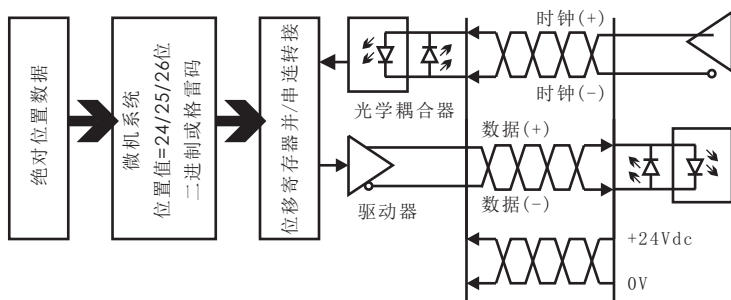 绝对位置数据
微机系统
位置值=24/25/26位
二进制或格雷码
位移寄存器并/串连转接
光学耦合器
驱动器
时钟(+)
时钟(-)
数据(+)
数据(-)
+24Vdc
0V